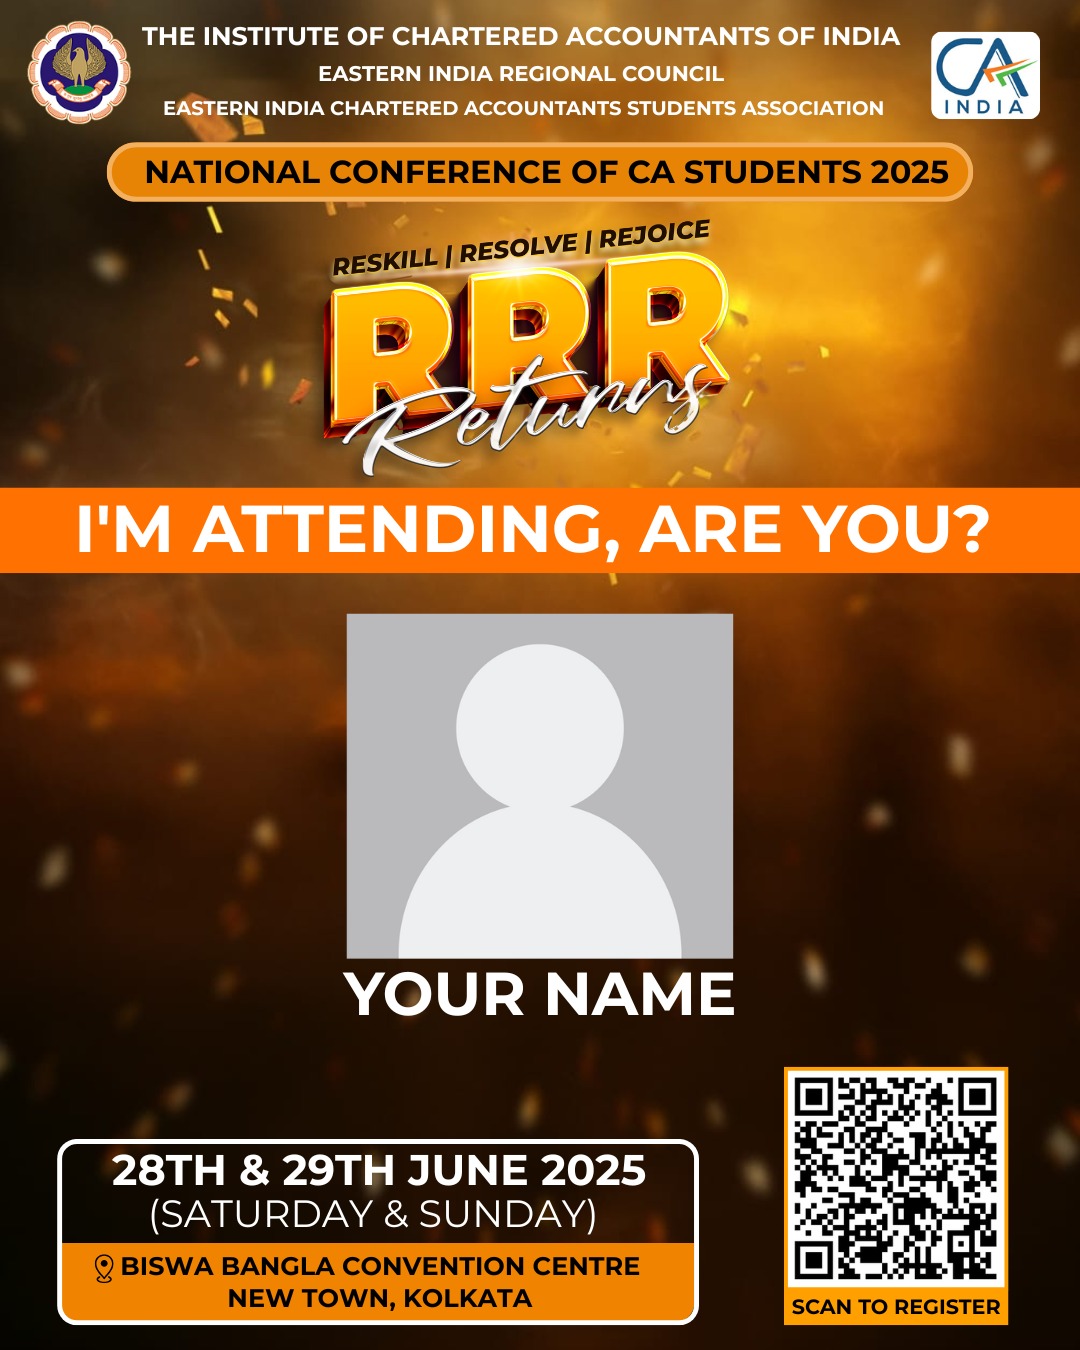 THE INSTITUTE OF CHARTERED ACCOUNTANTS OF INDIA
EASTERN INDIA REGIONAL COUNCIL
EASTERN INDIA CHARTERED ACCOUNTANTS STUDENTS ASSOCIATION
CA
INDIA
NATIONAL CONFERENCE OF CA STUDENTS 2025
RESKILL | RESOLVE | REJOICE
RRR
Returns
I'M ATTENDING, ARE YOU?
YOUR NAME
28TH & 29TH JUNE 2025
(SATURDAY & SUNDAY)
BISWA BANGLA CONVENTION CENTRE
NEW TOWN, KOLKATA
SCAN TO REGISTER